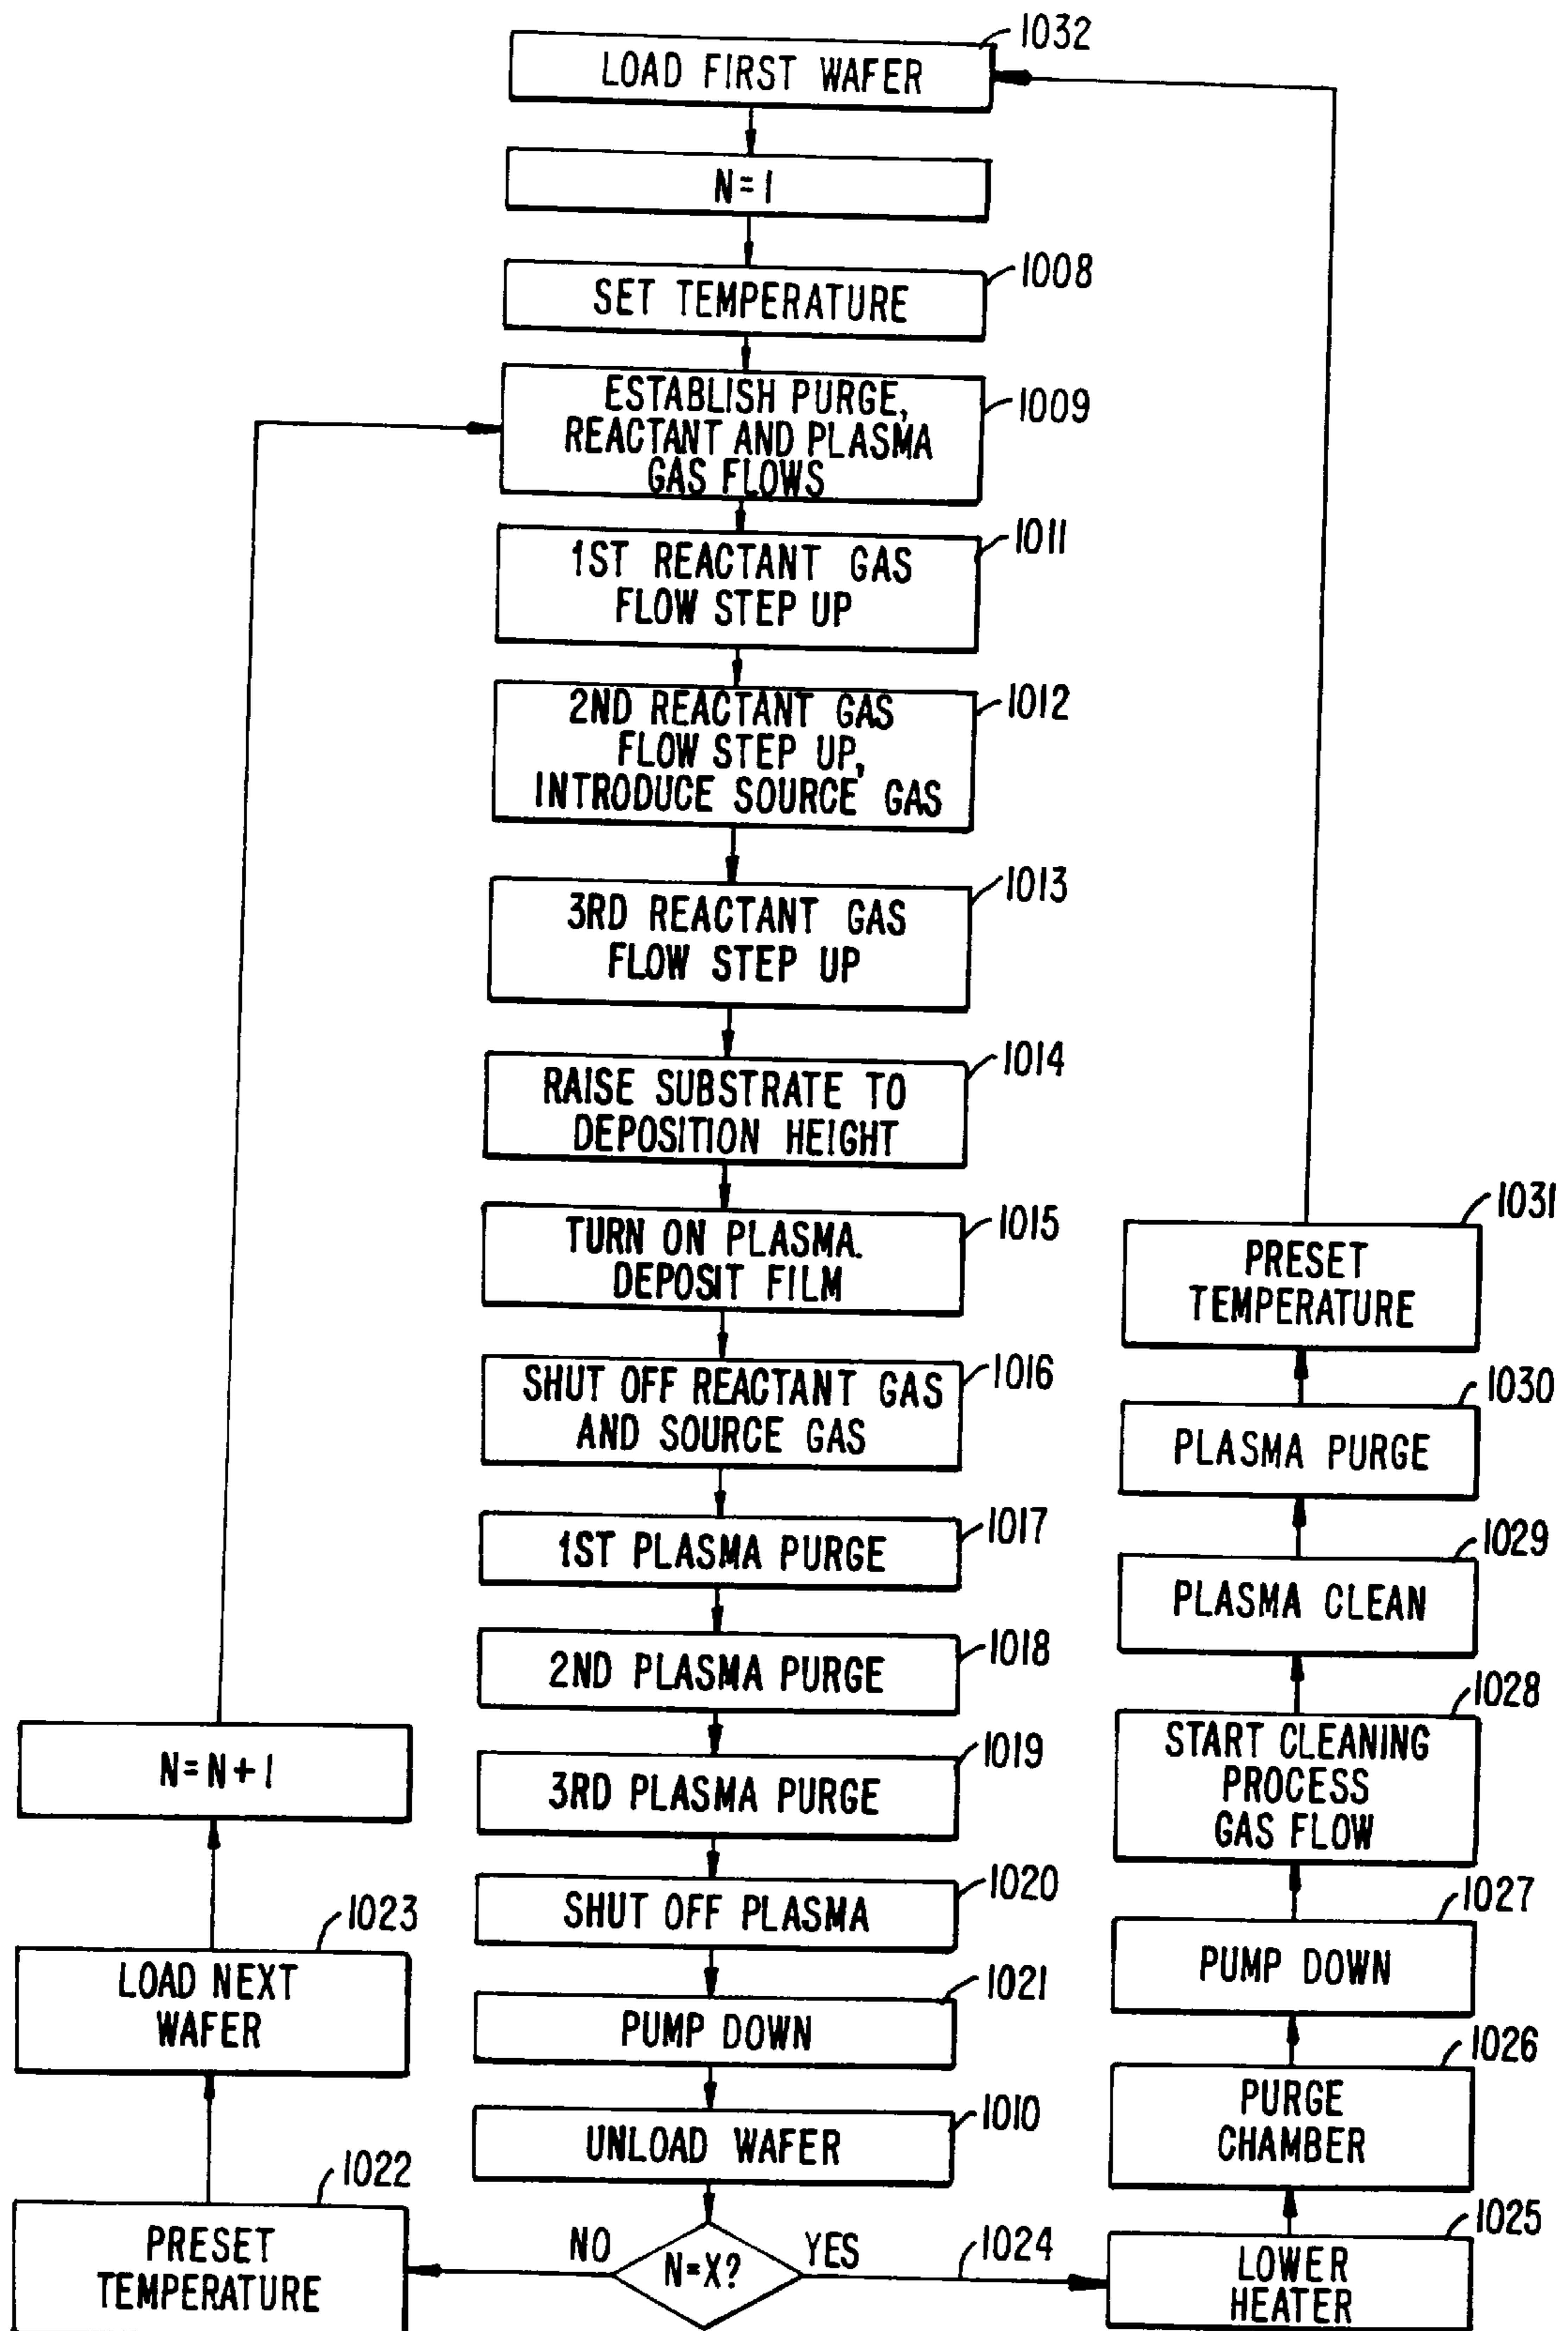 1032
LOAD FIRST WAFER
N=1
1008
SET TEMPERATURE
1009
ESTABLISH PURGE,
REACTANT AND PLASMA
GAS FLOWS
1011
1ST REACTANT GAS
FLOW STEP UP
1012
2ND REACTANT GAS
FLOW STEP UP,
INTRODUCE SOURCE GAS
1013
3RD REACTANT GAS
FLOW STEP UP
1014
RAISE SUBSTRATE TO
DEPOSITION HEIGHT
1015
TURN ON PLASMA.
DEPOSIT FILM
1016
SHUT OFF REACTANT GAS
AND SOURCE GAS
1017
1ST PLASMA PURGE
1018
2ND PLASMA PURGE
1019
3RD PLASMA PURGE
1020
SHUT OFF PLASMA
1021
PUMP DOWN
1010
UNLOAD WAFER
N=X?
NO
1022
PRESET
TEMPERATURE
1023
LOAD NEXT
WAFER
N=N+1
YES
1024
1025
LOWER
HEATER
1026
PURGE
CHAMBER
1027
PUMP DOWN
1028
START CLEANING
PROCESS
GAS FLOW
1029
PLASMA CLEAN
1030
PLASMA PURGE
1031
PRESET
TEMPERATURE